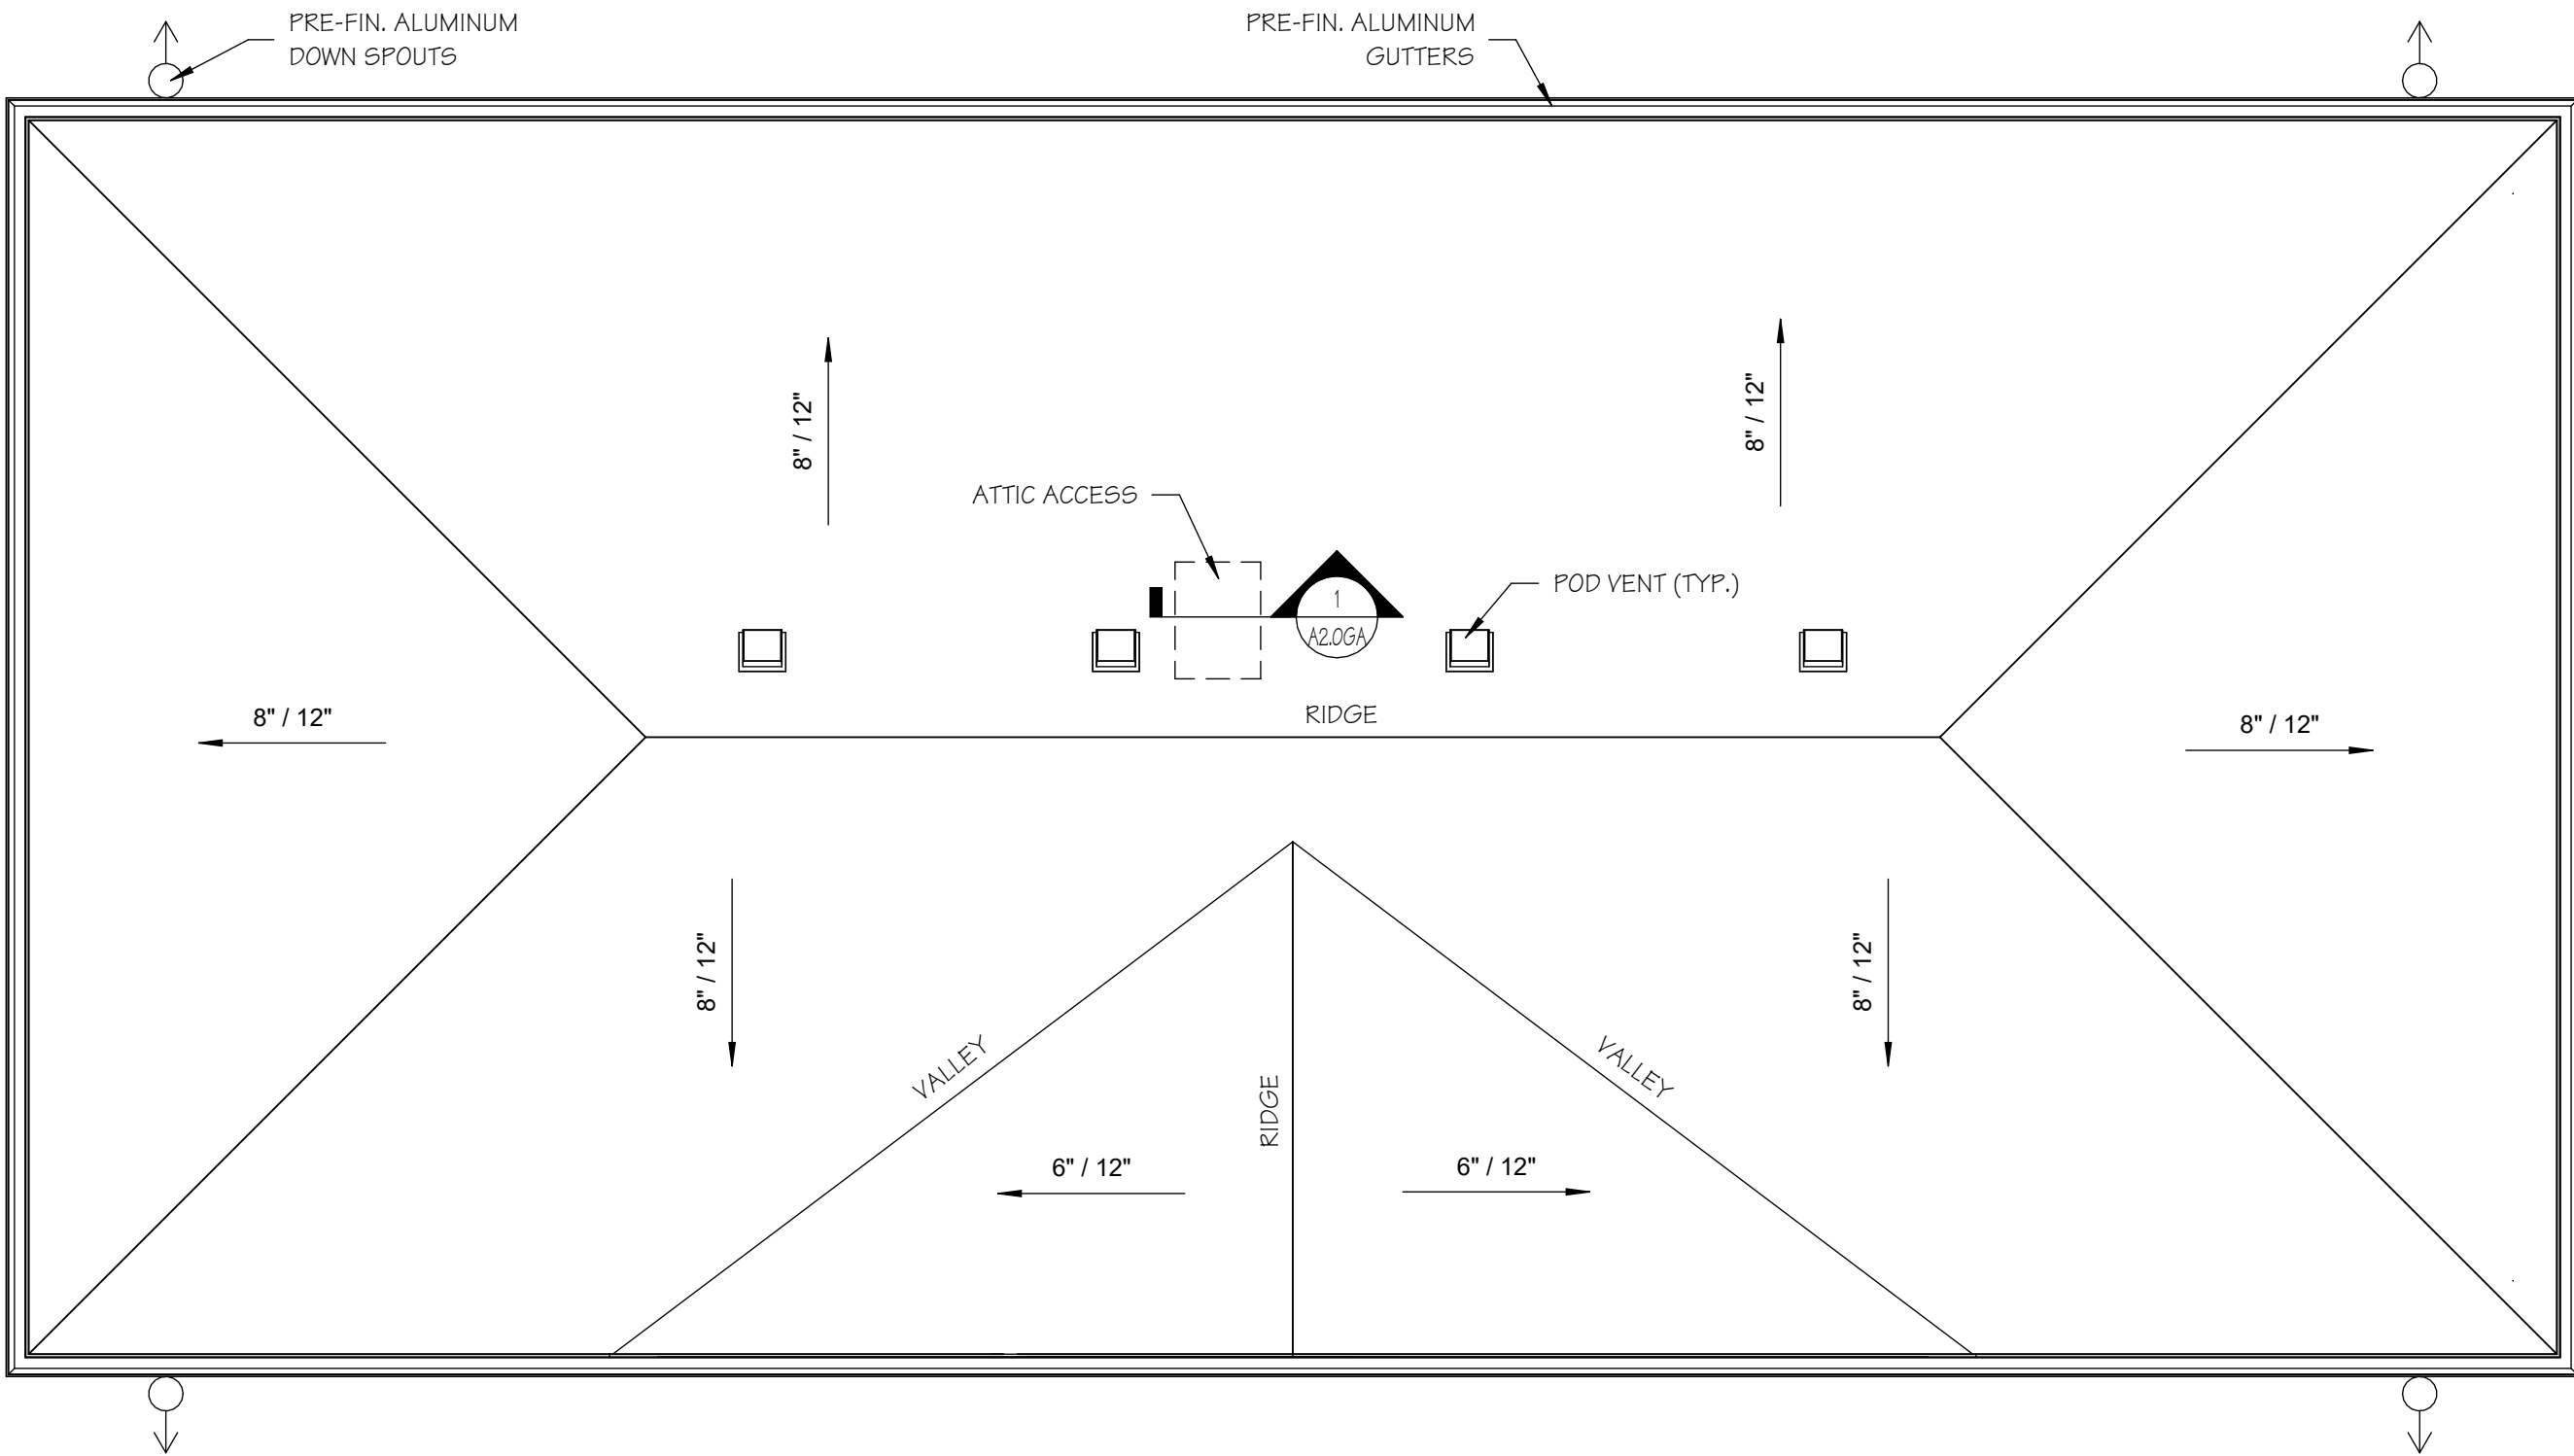 PRE-FIN. ALUMINUM
DOWN SPOUTS
PRE-FIN. ALUMINUM
GUTTERS
8" / 12"
8" / 12"
ATTIC ACCESS
1
A2.0GA
POD VENT (TYP.)
RIDGE
8" / 12"
8" / 12"
8" / 12"
8" / 12"
VALLEY
VALLEY
RIDGE
6" / 12"
6" / 12"